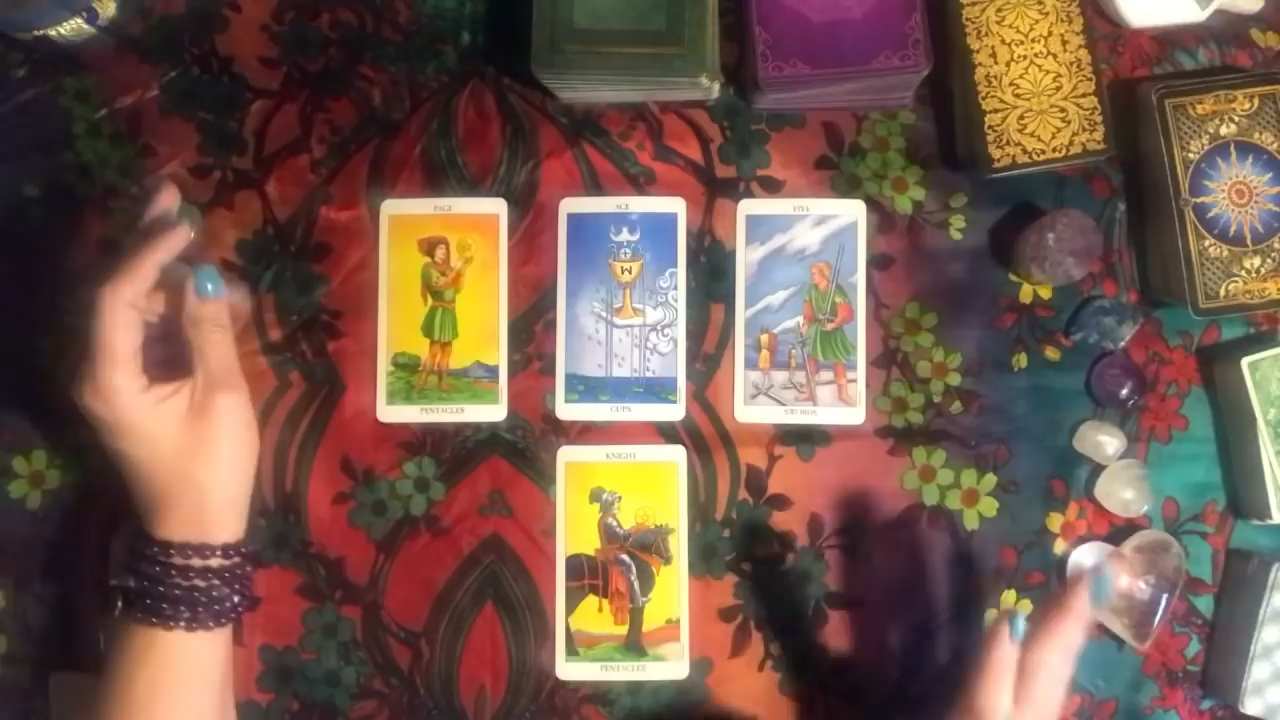 PAGE
ACE
FIVE
PENTACLES
CUPS
SWORDS
KNIGHT
PENTACLES